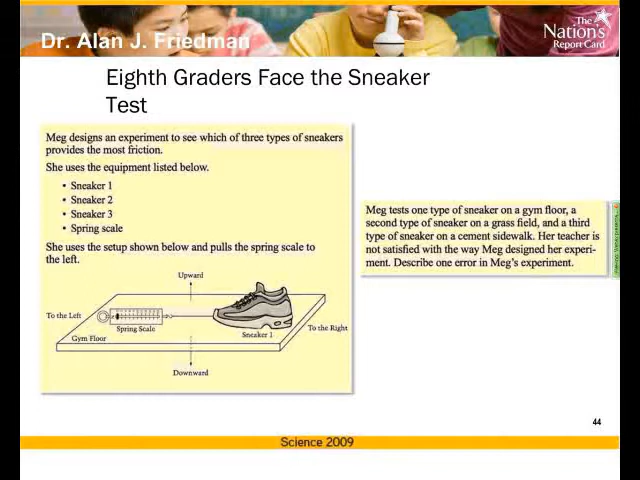 Dr. Alan J. Friedman
The
Nation's
Report Card
Eighth Graders Face the Sneaker
Test
Meg designs an experiment to see which of three types of sneakers
provides the most friction.
She uses the equipment listed below.
• Sneaker 1
• Sneaker 2
• Sneaker 3
• Spring scale
She uses the setup shown below and pulls the spring scale to
the left.
Upward
To the Left
Spring Scale
Sneaker 1
To the Right
Gym Floor
Downward
Meg tests one type of sneaker on a gym floor, a
second type of sneaker on a grass field, and a third
type of sneaker on a cement sidewalk. Her teacher is
not satisfied with the way Meg designed her experi-
ment. Describe one error in Meg's experiment.
44
Science 2009